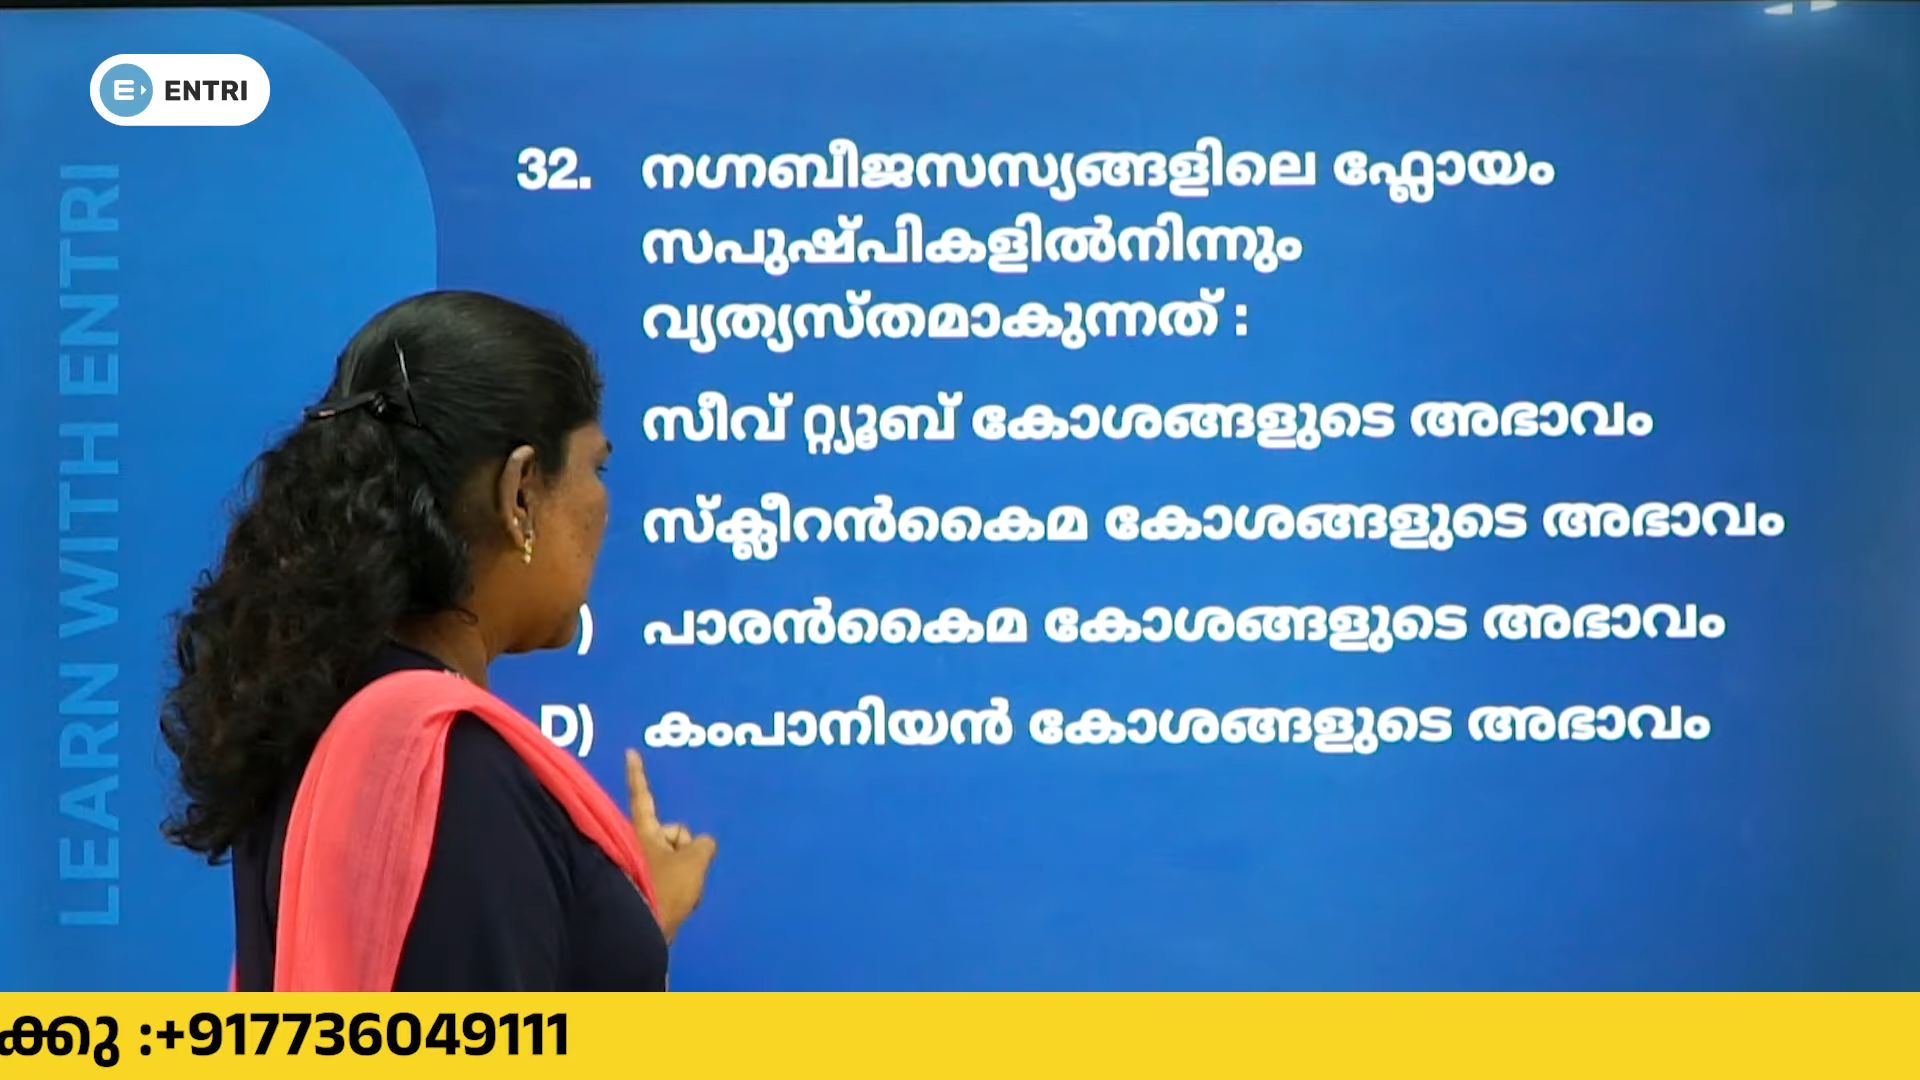 ENTRI
LEARN WITH ENTRI
32. നഗ്നബീജസസ്യങ്ങളിലെ ഫ്ലോയം
സപുഷ്പികളിൽനിന്നും
വ്യത്യസ്തമാകുന്നത് :
സീവ് റ്റ്യൂബ് കോശങ്ങളുടെ അഭാവം
സ്ക്ലീറൻകൈമ കോശങ്ങളുടെ അഭാവം
) പാരൻകൈമ കോശങ്ങളുടെ അഭാവം
D) കംപാനിയൻ കോശങ്ങളുടെ അഭാവം
ക്കൂ :+917736049111